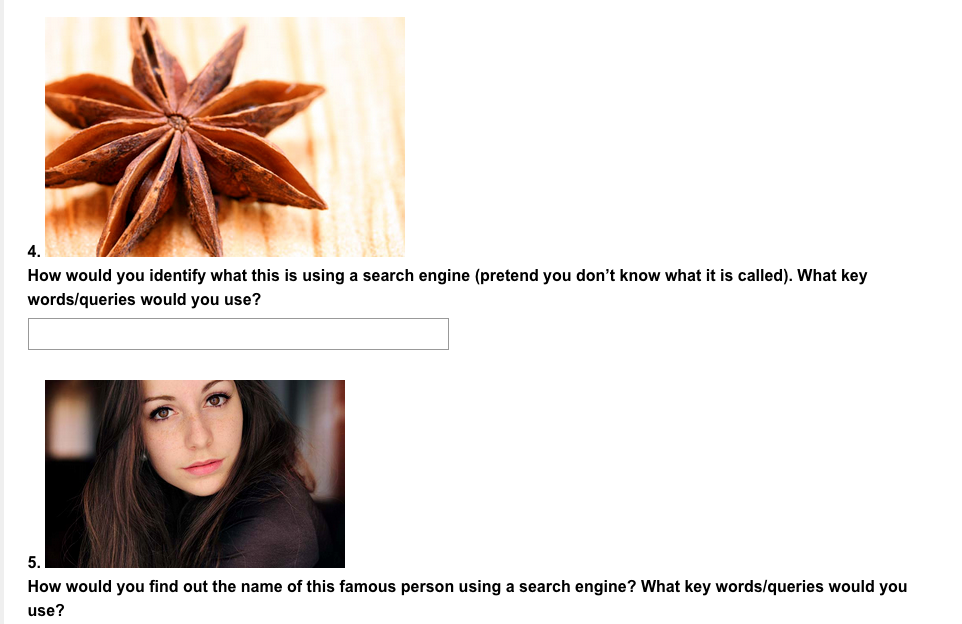 4.
How would you identify what this is using a search engine (pretend you don’t know what it is called). What key
words/queries would you use?
5.
How would you find out the name of this famous person using a search engine? What key words/queries would you
use?